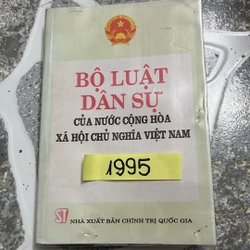 BỘ LUẬT
DÂN SỰ
CỦA NƯỚC CỘNG HÒA
XÃ HỘI CHỦ NGHĨA VIỆT NAM
1995
ST NHÀ XUẤT BẢN CHÍNH TRỊ QUỐC GIA